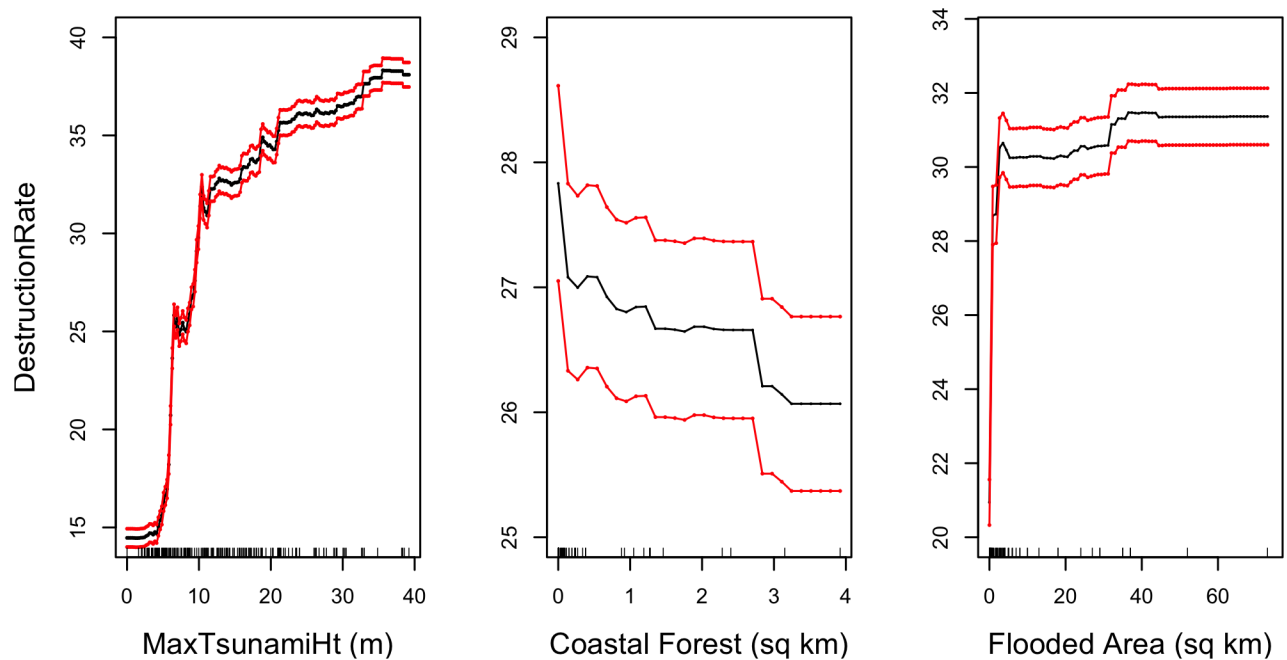 DestructionRate
40
35
30
25
20
15
0 10 20 30 40
MaxTsunamiHt (m)
29
28
27
26
25
0 1 2 3 4
Coastal Forest (sq km)
34
32
30
28
26
24
22
20
0 20 40 60
Flooded Area (sq km)